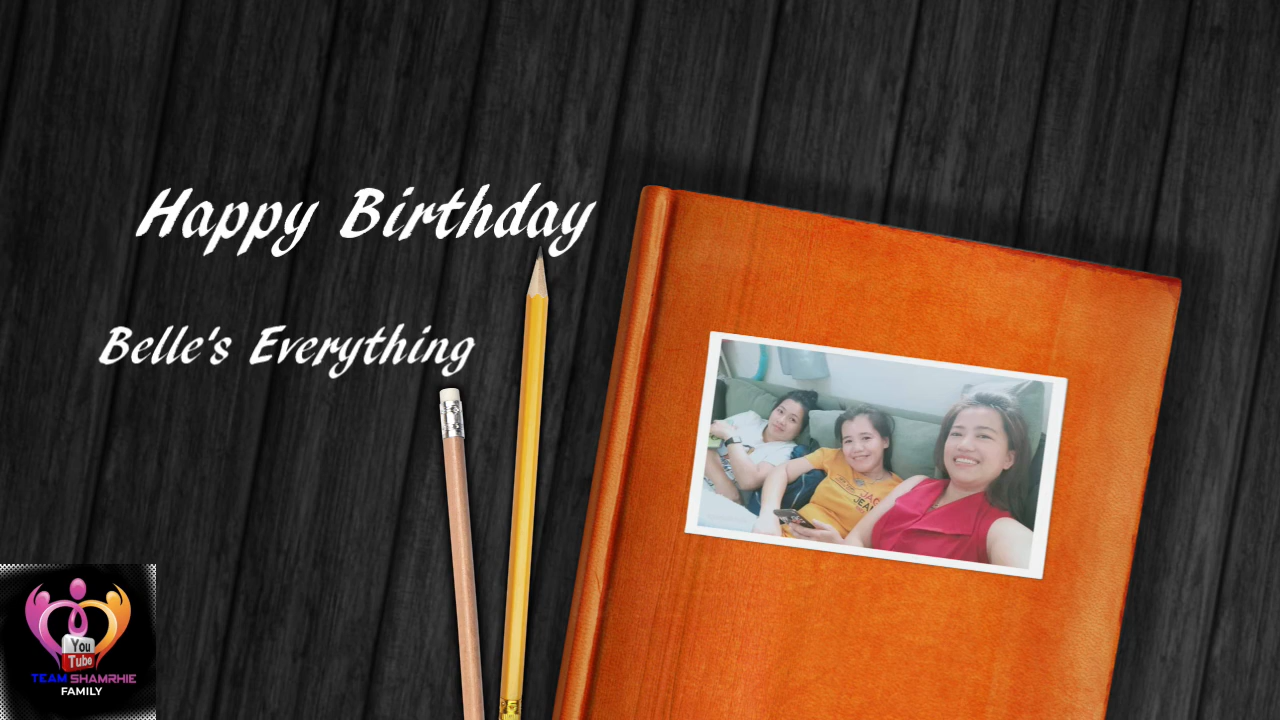 Happy Birthday
Belle's Everything
You
Tube
TEAM SHAMRHIE
FAMILY